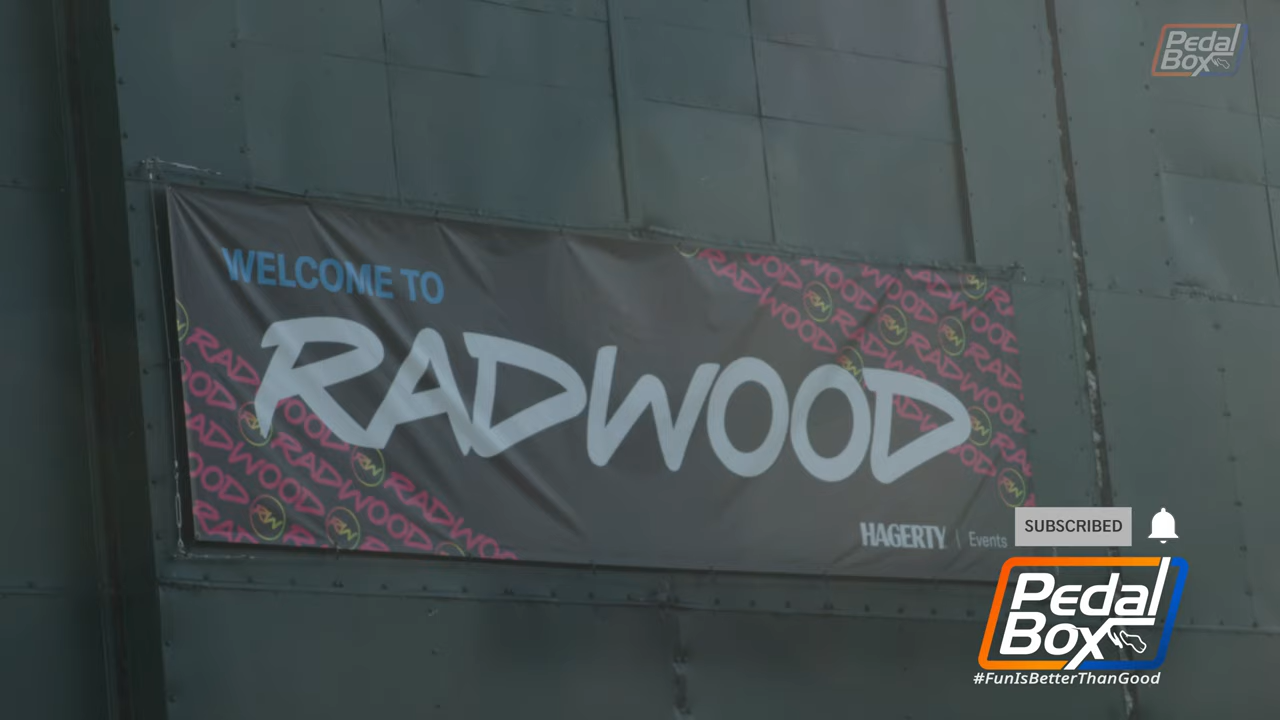 Pedal
Box
WELCOME TO
RADWOOD
HAGERTY | Events
SUBSCRIBED
Pedal
Box
#FunIsBetterThanGood